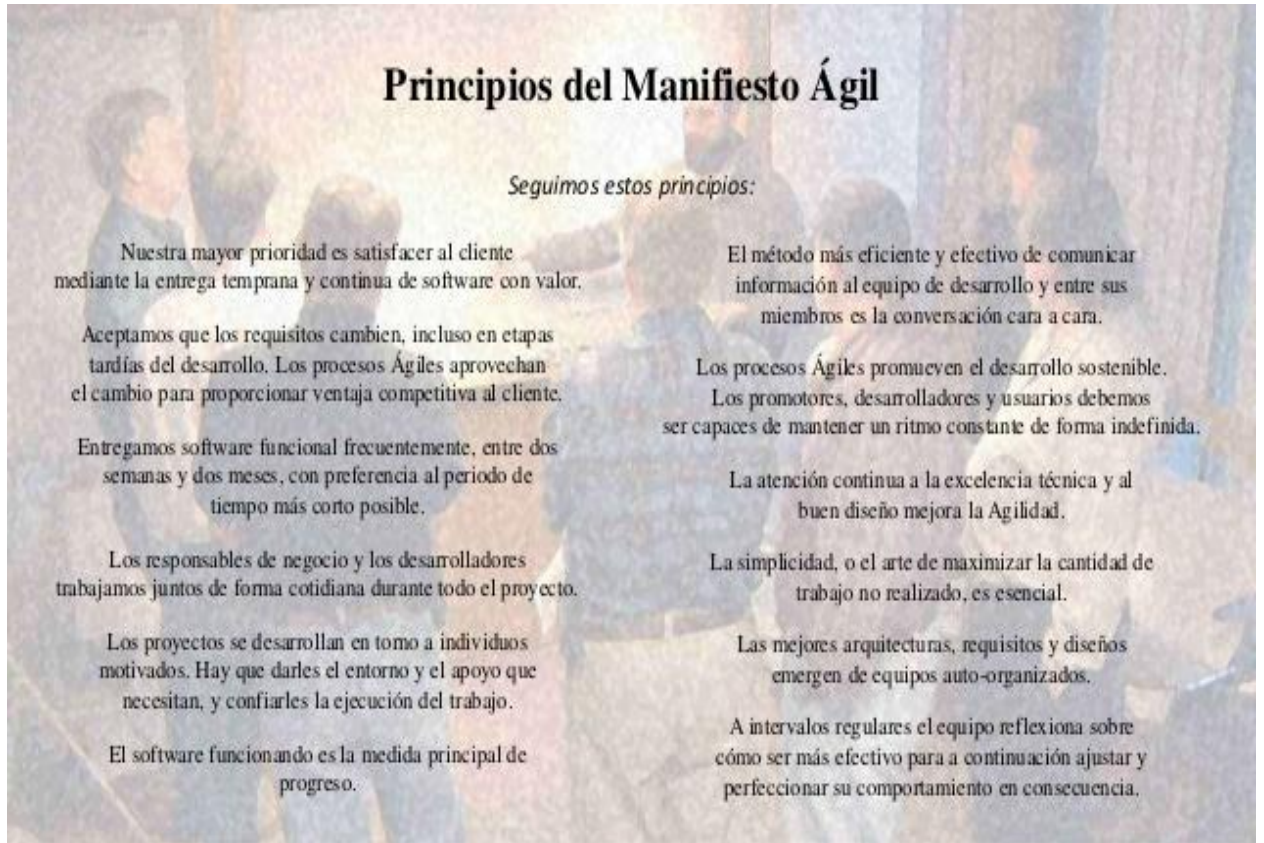 Principios del Manifiesto Ágil
Seguimos estos principios:
Nuestra mayor prioridad es satisfacer al cliente
mediante la entrega temprana y continua de software con valor.
Aceptamos que los requisitos cambien, incluso en etapas
tardías del desarrollo. Los procesos Ágiles aprovechan
el cambio para proporcionar ventaja competitiva al cliente.
Entregamos software funcional frecuentemente, entre dos
semanas y dos meses, con preferencia al periodo de
tiempo más corto posible.
Los responsables de negocio y los desarrolladores
trabajamos juntos de forma cotidiana durante todo el proyecto.
Los proyectos se desarrollan en torno a individuos
motivados. Hay que darles el entorno y el apoyo que
necesitan, y confiarles la ejecución del trabajo.
El software funcionando es la medida principal de
progreso.
El método más eficiente y efectivo de comunicar
información al equipo de desarrollo y entre sus
miembros es la conversación cara a cara.
Los procesos Ágiles promueven el desarrollo sostenible.
Los promotores, desarrolladores y usuarios debemos
ser capaces de mantener un ritmo constante de forma indefinida.
La atención continua a la excelencia técnica y al
buen diseño mejora la Agilidad.
La simplicidad, o el arte de maximizar la cantidad de
trabajo no realizado, es esencial.
Las mejores arquitecturas, requisitos y diseños
emergen de equipos auto-organizados.
A intervalos regulares el equipo reflexiona sobre
cómo ser más efectivo para a continuación ajustar y
perfeccionar su comportamiento en consecuencia.